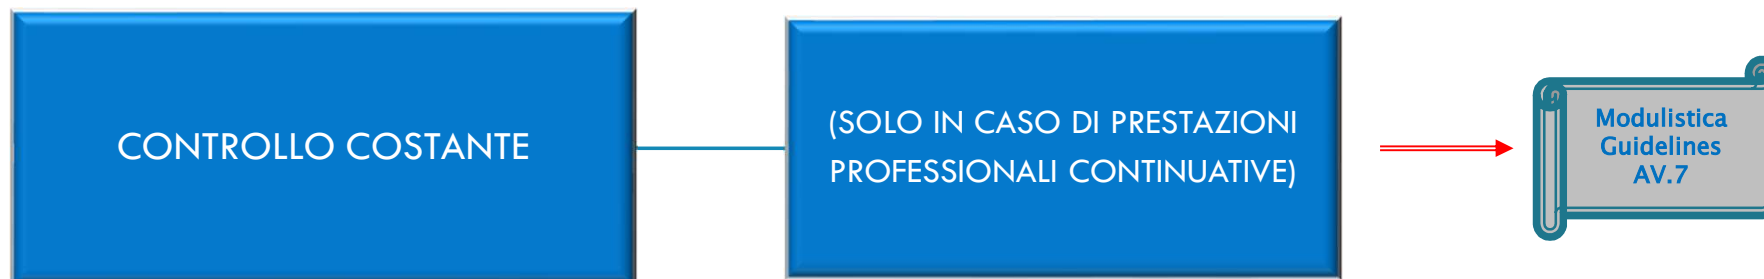 CONTROLLO COSTANTE
(SOLO IN CASO DI PRESTAZIONI
PROFESSIONALI CONTINUATIVE)
Modulistica
Guidelines
AV.7